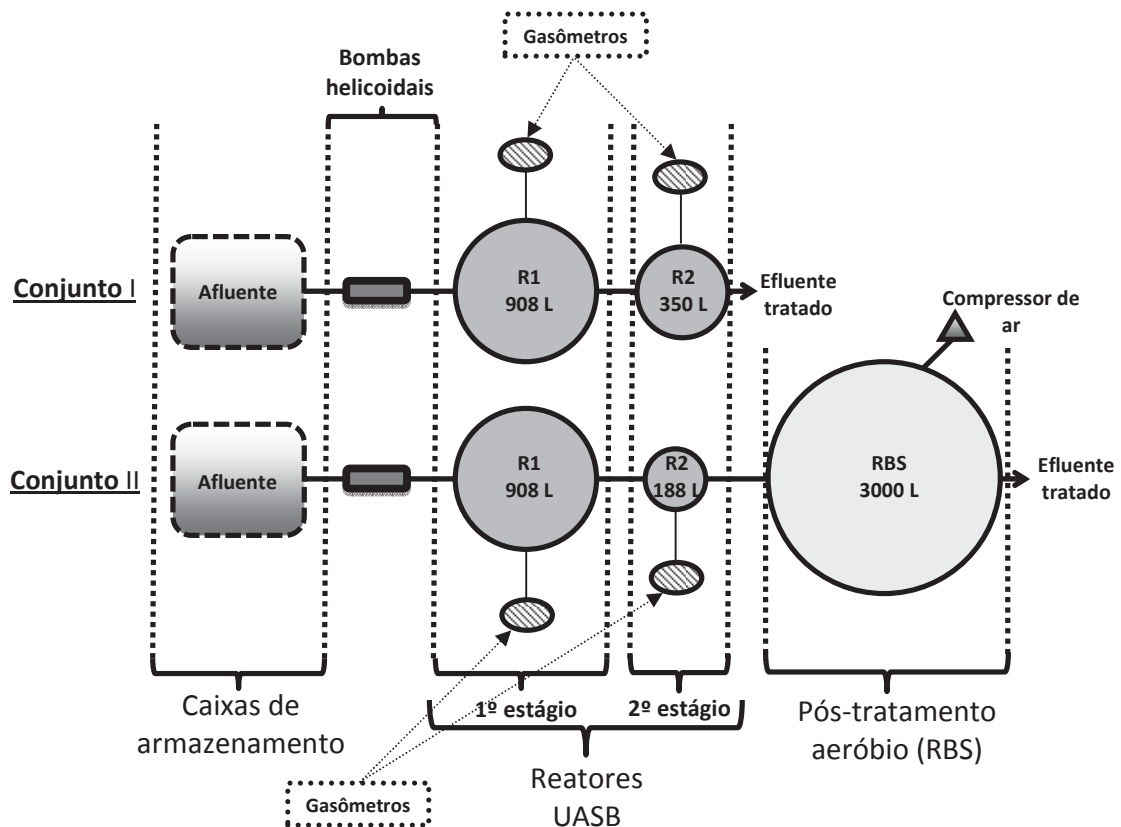 Gasômetros
Bombas
helicoidais
Conjunto I
Afluente
R1
908 L
R2
350 L
Efluente
tratado
Compressor de
ar
Conjunto II
Afluente
R1
908 L
R2
188 L
RBS
3000 L
Efluente
tratado
Caixas de
armazenamento
1º estágio
2º estágio
Reatores
UASB
Pós-tratamento
aeróbio (RBS)
Gasômetros